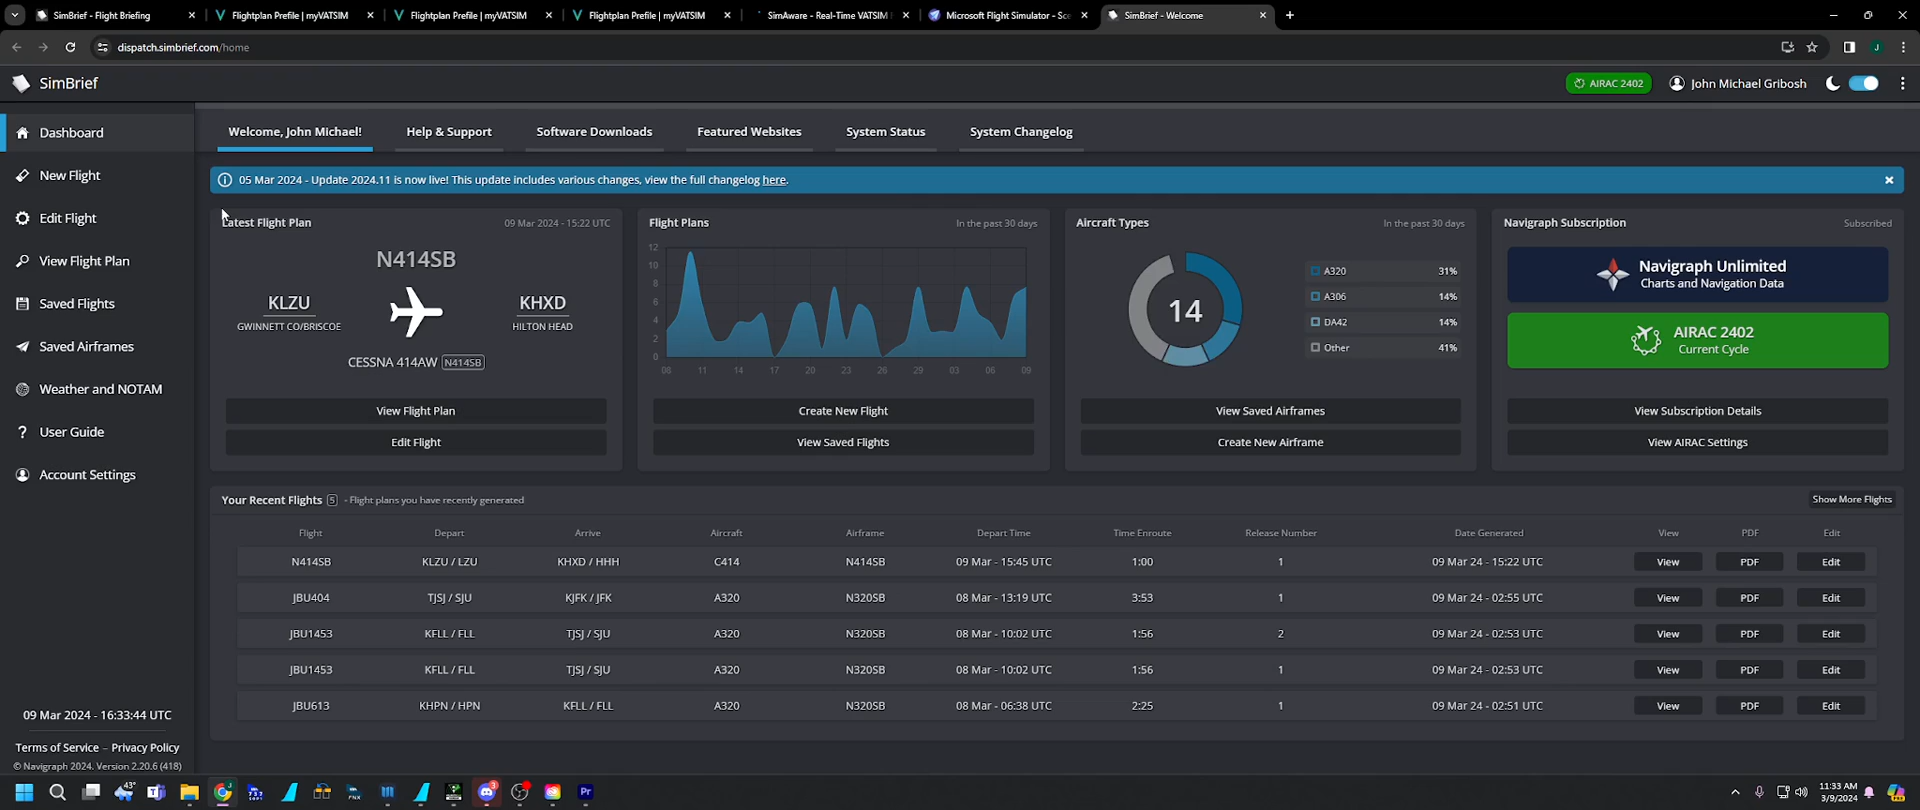 SimBrief - Flight Briefing
Flightplan Prefile | myVATSIM
Flightplan Prefile | myVATSIM
Flightplan Prefile | myVATSIM
SimAware - Real-Time VATSIM
Microsoft Flight Simulator - Sce
SimBrief - Welcome
dispatch.simbrief.com/home
SimBrief
AIRAC 2402
John Michael Gribosh
Dashboard
New Flight
Edit Flight
View Flight Plan
Saved Flights
Saved Airframes
Weather and NOTAM
User Guide
Account Settings
09 Mar 2024 - 16:33:44 UTC
Terms of Service – Privacy Policy
© Navigraph 2024. Version 2.20.6 (418)
Welcome, John Michael!
Help & Support
Software Downloads
Featured Websites
System Status
System Changelog
05 Mar 2024 - Update 2024.11 is now live! This update includes various changes, view the full changelog here.
Latest Flight Plan
09 Mar 2024 - 15:22 UTC
N414SB
KLZU
GWINNETT CO/BRISCOE
KHXD
HILTON HEAD
CESSNA 414AW N414SB
View Flight Plan
Edit Flight
Flight Plans
In the past 30 days
12
10
8
6
4
2
0
08 11 14 17 20 23 26 29 03 06 09
Create New Flight
View Saved Flights
Aircraft Types
In the past 30 days
14
A320 31%
A306 14%
DA42 14%
Other 41%
View Saved Airframes
Create New Airframe
Navigraph Subscription
Subscribed
Navigraph Unlimited
Charts and Navigation Data
AIRAC 2402
Current Cycle
View Subscription Details
View AIRAC Settings
Your Recent Flights 5 - Flight plans you have recently generated
Show More Flights
Flight Depart Arrive Aircraft Airframe Depart Time Time Enroute Release Number Date Generated View PDF Edit
N414SB KLZU / LZU KHXD / HHH C414 N414SB 09 Mar - 15:45 UTC 1:00 1 09 Mar 24 - 15:22 UTC View PDF Edit
JBU404 TJSJ / SJU KJFK / JFK A320 N320SB 08 Mar - 13:19 UTC 3:53 1 09 Mar 24 - 02:55 UTC View PDF Edit
JBU1453 KFLL / FLL TJSJ / SJU A320 N320SB 08 Mar - 10:02 UTC 1:56 2 09 Mar 24 - 02:53 UTC View PDF Edit
JBU1453 KFLL / FLL TJSJ / SJU A320 N320SB 08 Mar - 10:02 UTC 1:56 1 09 Mar 24 - 02:53 UTC View PDF Edit
JBU613 KHPN / HPN KFLL / FLL A320 N320SB 08 Mar - 06:38 UTC 2:25 1 09 Mar 24 - 02:51 UTC View PDF Edit
43°
11:33 AM
3/9/2024